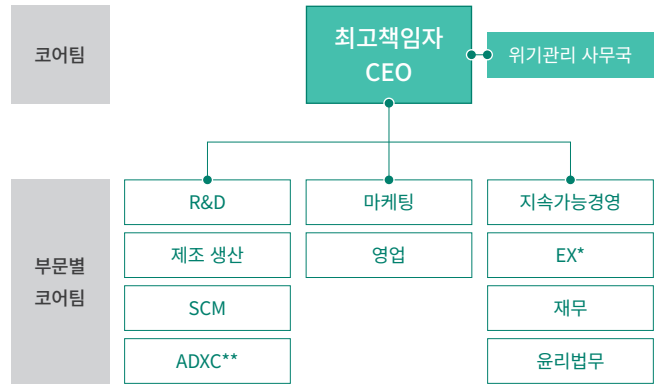 코어팀
최고책임자
CEO
위기관리 사무국
부문별
코어팀
R&D
마케팅
지속가능경영
제조 생산
영업
EX*
SCM
재무
ADXC**
윤리법무